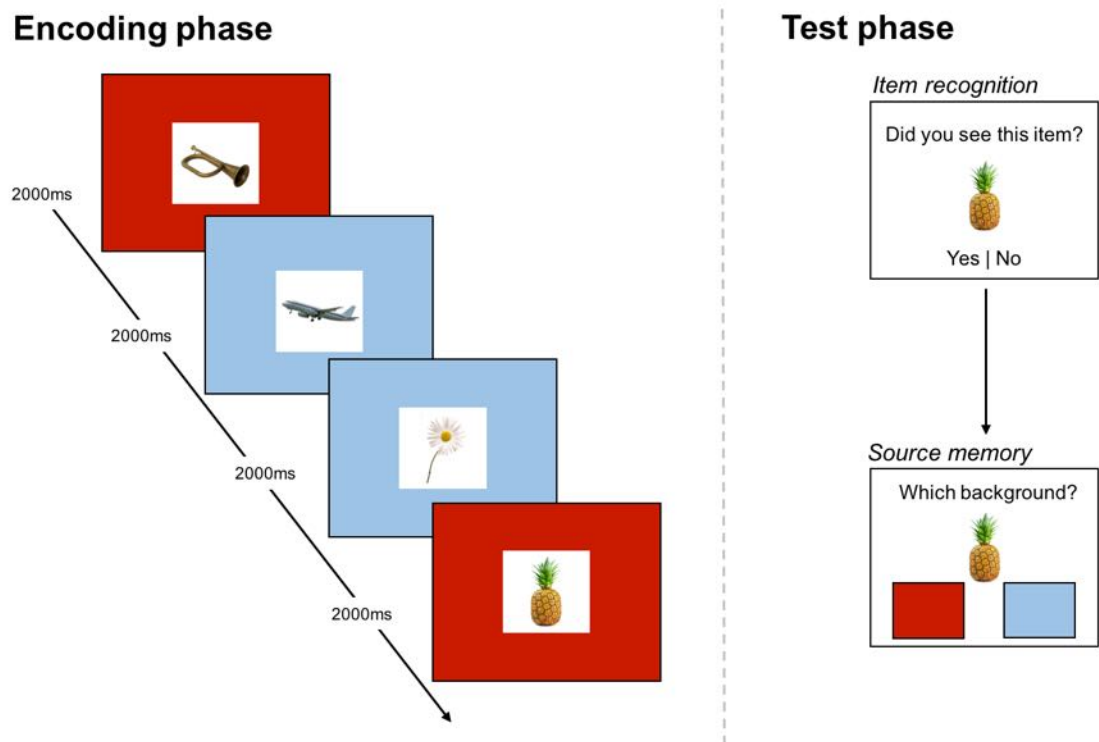 Encoding phase
2000ms
2000ms
2000ms
2000ms
Test phase
Item recognition
Did you see this item?
Yes | No
Source memory
Which background?